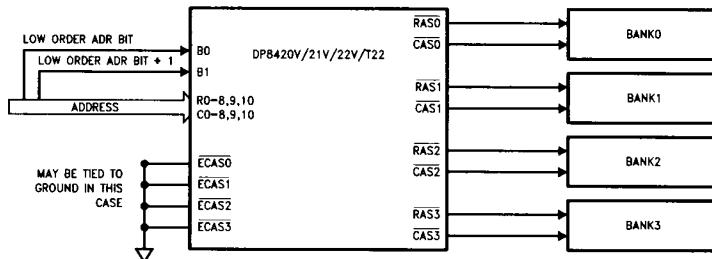 LOW ORDER ADR BIT
LOW ORDER ADR BIT + 1
ADDRESS
MAY BE TIED TO
GROUND IN THIS
CASE
B0
B1
R0-8,9,10
C0-8,9,10
ECAS0
ECAS1
ECAS2
ECAS3
DP8420V/21V/22V/T22
RAS0
CAS0
RAS1
CAS1
RAS2
CAS2
RAS3
CAS3
BANK0
BANK1
BANK2
BANK3